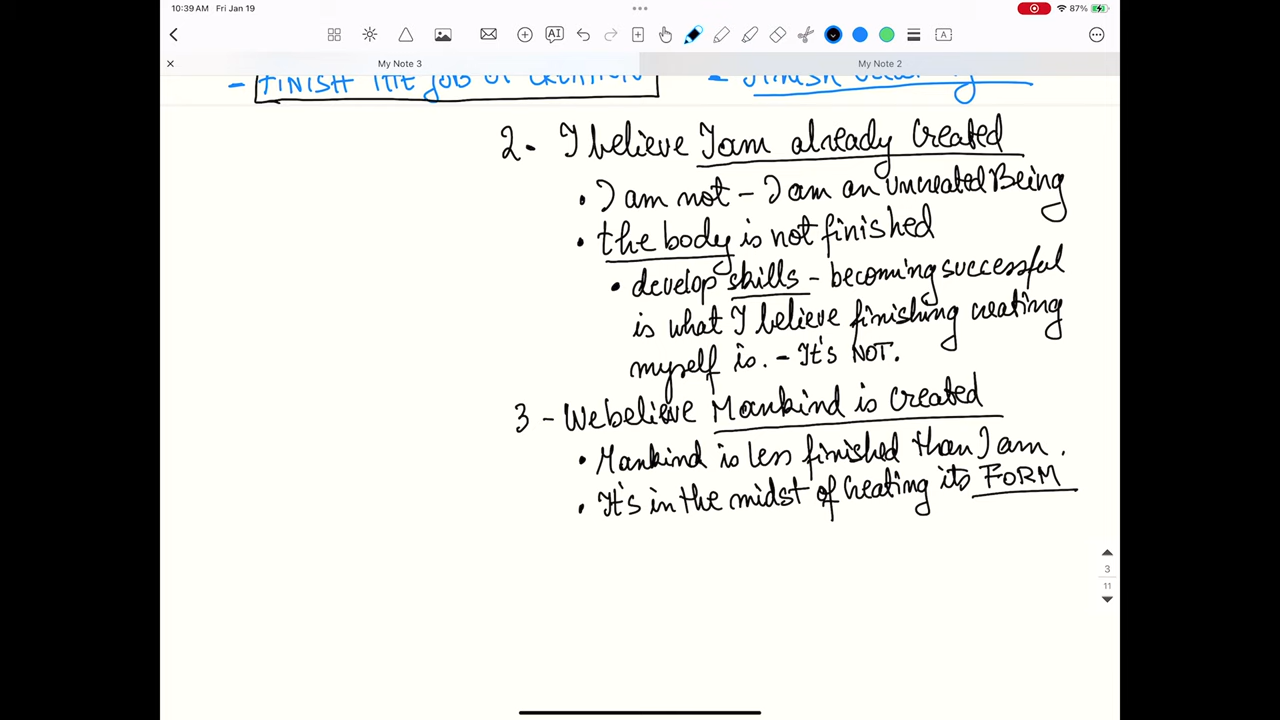 10:39 AM Fri Jan 19
87%
AI
A
My Note 3
My Note 2
- FINISH THE JOB OF CREATION
- Finish
2. I believe I am already Created
• I am not - I am an Uncreated Being
• the body is not finished
• develop skills - becoming successful
is what I believe finishing creating
myself is. - It's NOT.
3 - We believe Mankind is Created
• Mankind is less finished than I am.
• It's in the midst of Creating its FORM
3
11